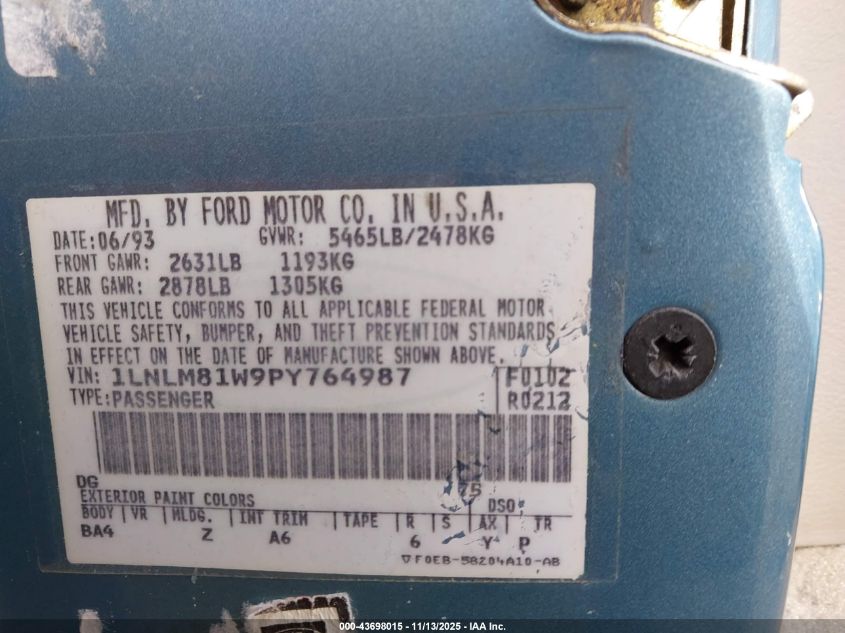 MFD. BY FORD MOTOR CO. IN U.S.A.
DATE: 06/93 GVWR: 5465LB/2478KG
FRONT GAWR: 2631LB 1193KG
REAR GAWR: 2878LB 1305KG
THIS VEHICLE CONFORMS TO ALL APPLICABLE FEDERAL MOTOR
VEHICLE SAFETY, BUMPER, AND THEFT PREVENTION STANDARDS
IN EFFECT ON THE DATE OF MANUFACTURE SHOWN ABOVE.
VIN: 1LNLM81W9PY764987 F0102
TYPE: PASSENGER R0212
DG 75
EXTERIOR PAINT COLORS DSO
BODY VR MLDG. INT TRIM TAPE R S AX TR
BA4 Z A6 6 Y P
F0EB-58204A10-AB
000-43698015 - 11/13/2025 - IAA Inc.